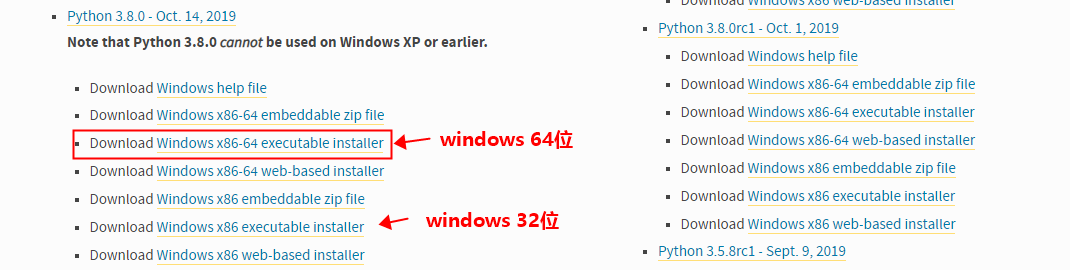 Python 3.8.0 - Oct. 14, 2019
Note that Python 3.8.0 cannot be used on Windows XP or earlier.
Download Windows help file
Download Windows x86-64 embeddable zip file
Download Windows x86-64 executable installer
windows 64位
Download Windows x86-64 web-based installer
Download Windows x86 embeddable zip file
Download Windows x86 executable installer
windows 32位
Download Windows x86 web-based installer
Download Windows x86 web-based installer
Python 3.8.0rc1 - Oct. 1, 2019
Download Windows help file
Download Windows x86-64 embeddable zip file
Download Windows x86-64 executable installer
Download Windows x86-64 web-based installer
Download Windows x86 embeddable zip file
Download Windows x86 executable installer
Download Windows x86 web-based installer
Python 3.5.8rc1 - Sept. 9, 2019